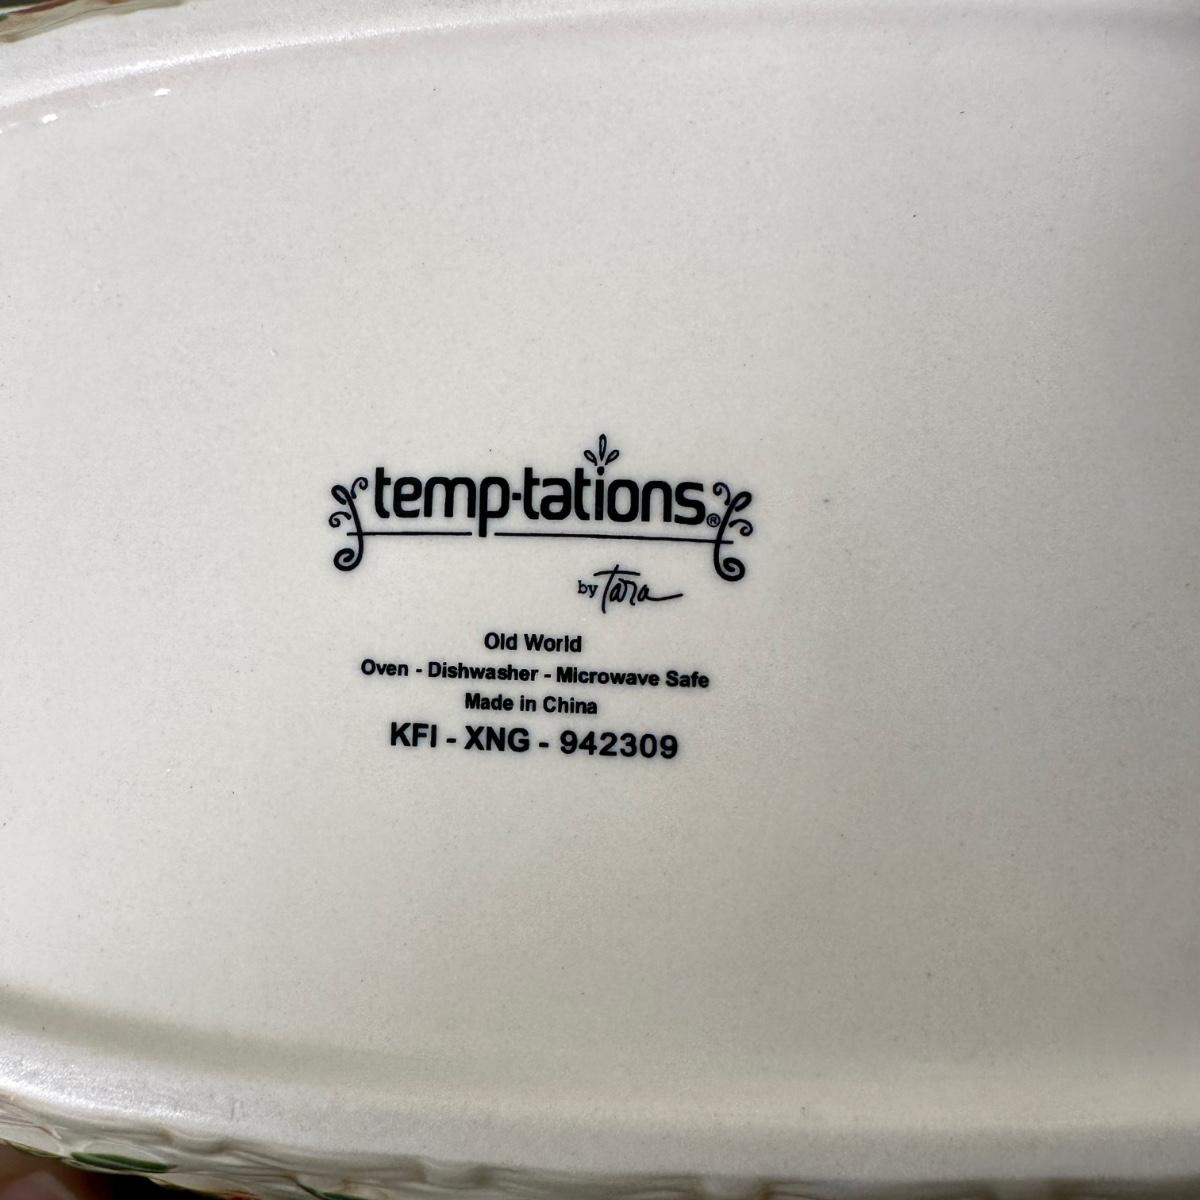 temp-tations®
by Tara
Old World
Oven - Dishwasher - Microwave Safe
Made in China
KFI - XNG - 942309